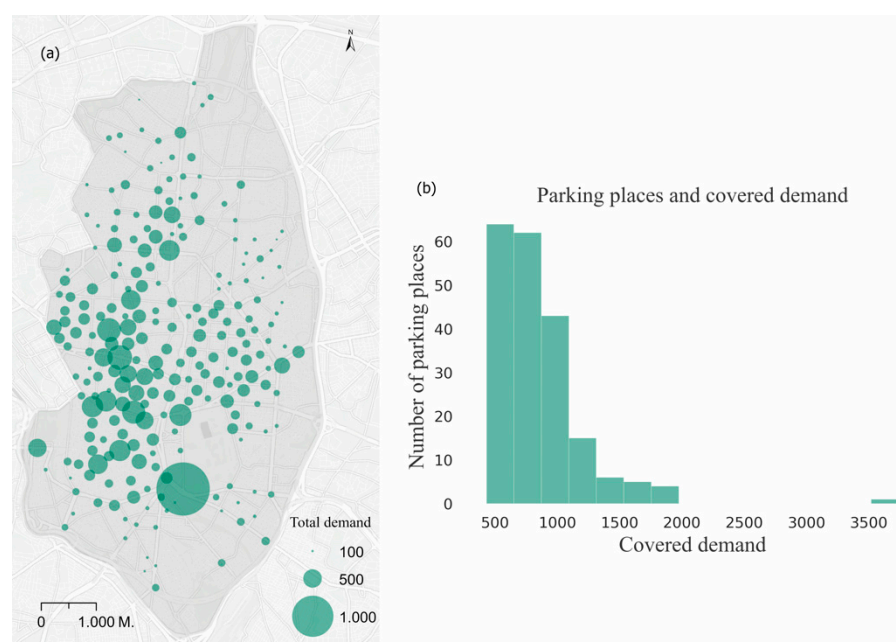 (a)
N
Total demand
100
500
1.000
0 1.000 M.
(b)
Parking places and covered demand
Number of parking places
60
50
40
30
20
10
0
500 1000 1500 2000 2500 3000 3500
Covered demand